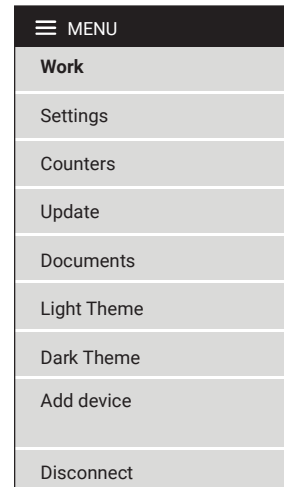 MENU
Work
Settings
Counters
Update
Documents
Light Theme
Dark Theme
Add device
Disconnect